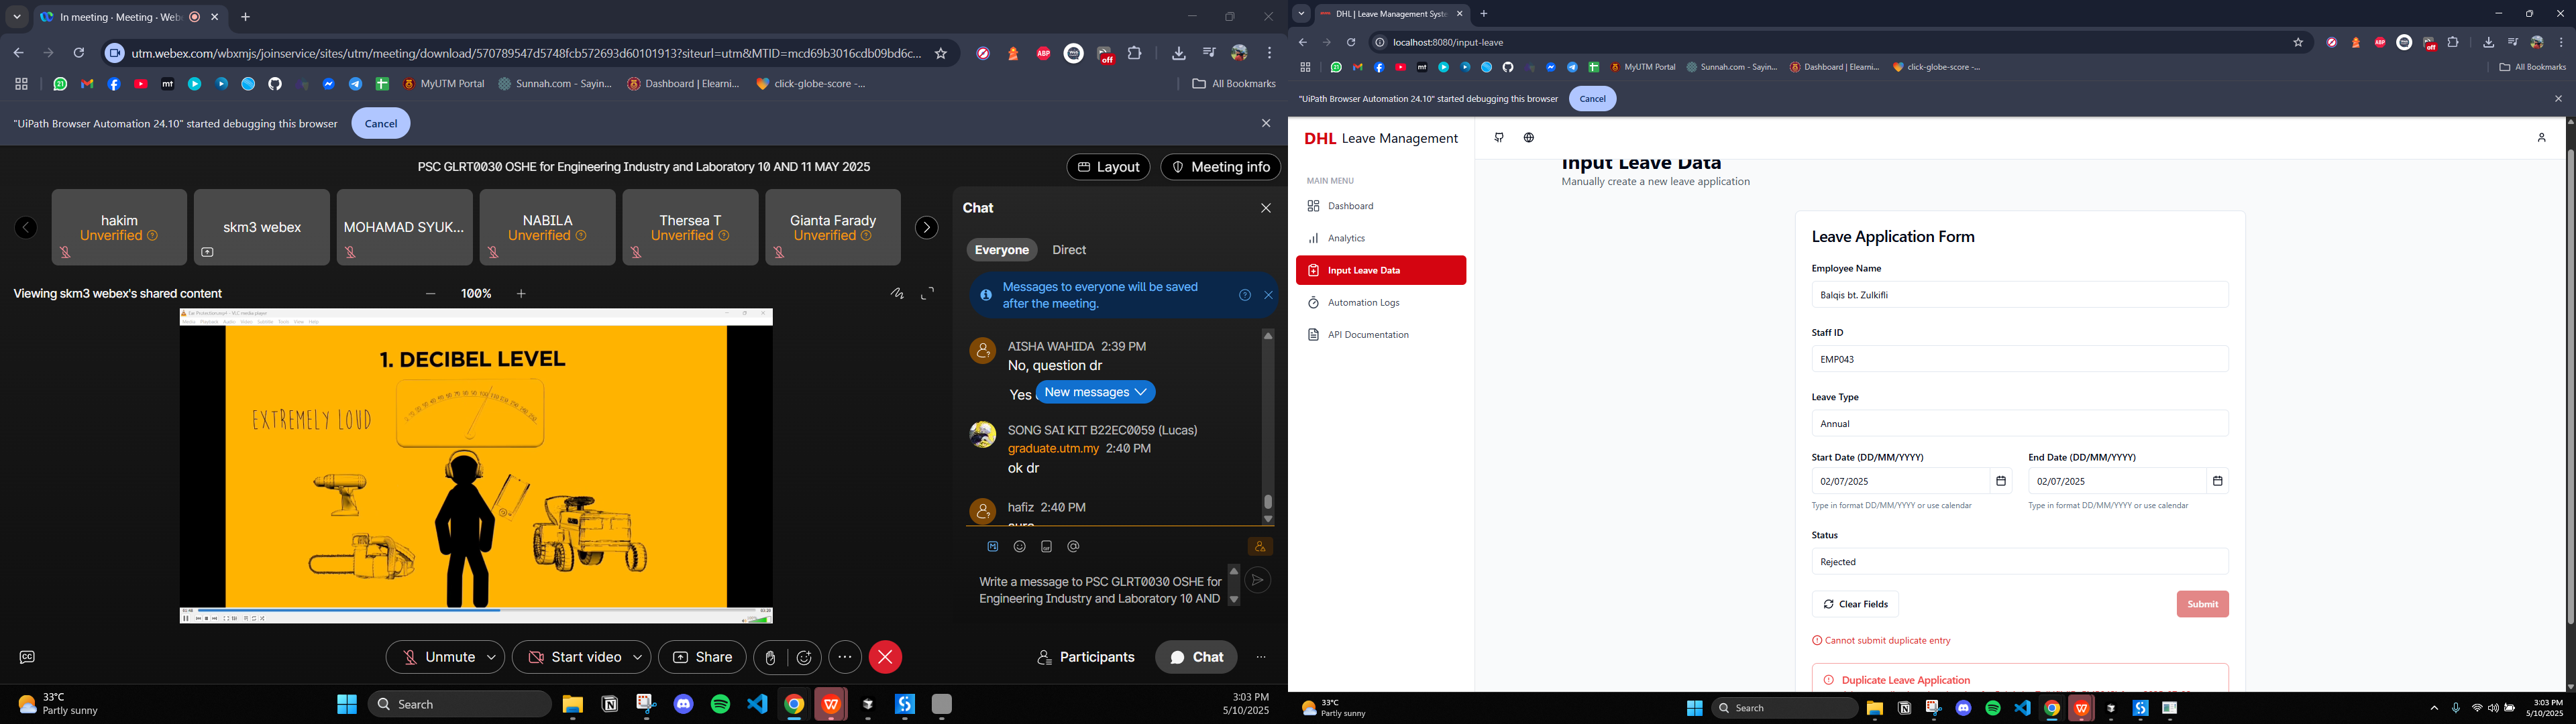 In meeting · Meeting · Web
utm.webex.com/wbxmjs/joinservice/sites/utm/meeting/download/570789547d5748fcb572693d60101913?siteurl=utm&MTID=mcd69b3016cdb09bd6c...
ABP
off
MyUTM Portal
Sunnah.com - Sayin...
Dashboard | Elearni...
click-globe-score -...
All Bookmarks
"UiPath Browser Automation 24.10" started debugging this browser
Cancel
PSC GLRT0030 OSHE for Engineering Industry and Laboratory 10 AND 11 MAY 2025
Layout
Meeting info
hakim
Unverified
skm3 webex
MOHAMAD SYUK...
NABILA
Unverified
Thersea T
Unverified
Gianta Farady
Unverified
Viewing skm3 webex's shared content
100%
1. DECIBEL LEVEL
EXTREMELY LOUD
Chat
Everyone
Direct
Messages to everyone will be saved
after the meeting.
AISHA WAHIDA 2:39 PM
No, question dr
Yes
New messages
SONG SAI KIT B22EC0059 (Lucas)
graduate.utm.my 2:40 PM
ok dr
hafiz 2:40 PM
Write a message to PSC GLRT0030 OSHE for
Engineering Industry and Laboratory 10 AND
Unmute
Start video
Share
Participants
Chat
33°C
Partly sunny
Search
3:03 PM
5/10/2025
DHL | Leave Management Syste
localhost:8080/input-leave
off
MyUTM Portal
Sunnah.com - Sayin...
Dashboard | Elearni...
click-globe-score -...
All Bookmarks
"UiPath Browser Automation 24.10" started debugging this browser
Cancel
DHL Leave Management
MAIN MENU
Dashboard
Analytics
Input Leave Data
Automation Logs
API Documentation
Input Leave Data
Manually create a new leave application
Leave Application Form
Employee Name
Balqis bt. Zulkifli
Staff ID
EMP043
Leave Type
Annual
Start Date (DD/MM/YYYY)
End Date (DD/MM/YYYY)
02/07/2025
02/07/2025
Type in format DD/MM/YYYY or use calendar
Type in format DD/MM/YYYY or use calendar
Status
Rejected
Clear Fields
Submit
Cannot submit duplicate entry
Duplicate Leave Application
33°C
Partly sunny
Search
3:03 PM
5/10/2025